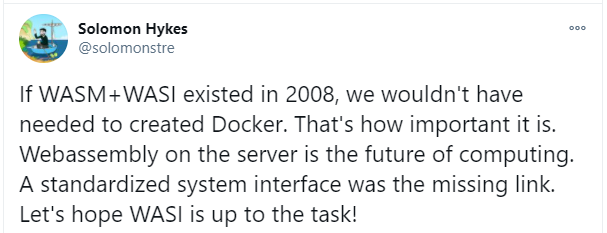 Solomon Hykes
@solomonstre
If WASM+WASI existed in 2008, we wouldn't have
needed to created Docker. That's how important it is.
Webassembly on the server is the future of computing.
A standardized system interface was the missing link.
Let's hope WASI is up to the task!